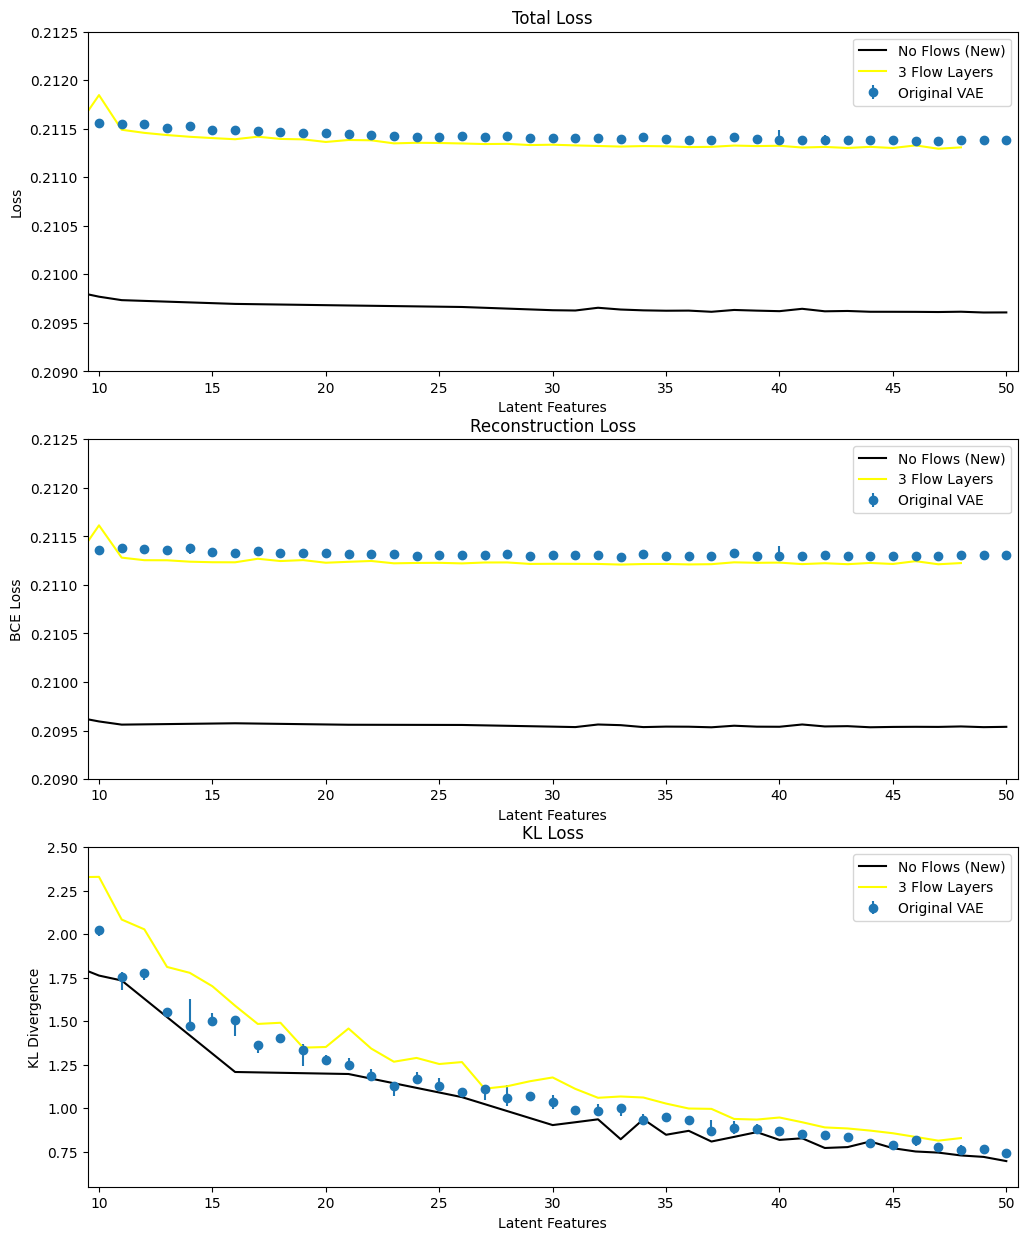 Total Loss
0.2125
0.2120
0.2115
0.2110
0.2105
0.2100
0.2095
0.2090
Loss
No Flows (New)
3 Flow Layers
Original VAE
10 15 20 25 30 35 40 45 50
Latent Features
Reconstruction Loss
0.2125
0.2120
0.2115
0.2110
0.2105
0.2100
0.2095
0.2090
BCE Loss
No Flows (New)
3 Flow Layers
Original VAE
10 15 20 25 30 35 40 45 50
Latent Features
KL Loss
2.50
2.25
2.00
1.75
1.50
1.25
1.00
0.75
KL Divergence
No Flows (New)
3 Flow Layers
Original VAE
10 15 20 25 30 35 40 45 50
Latent Features